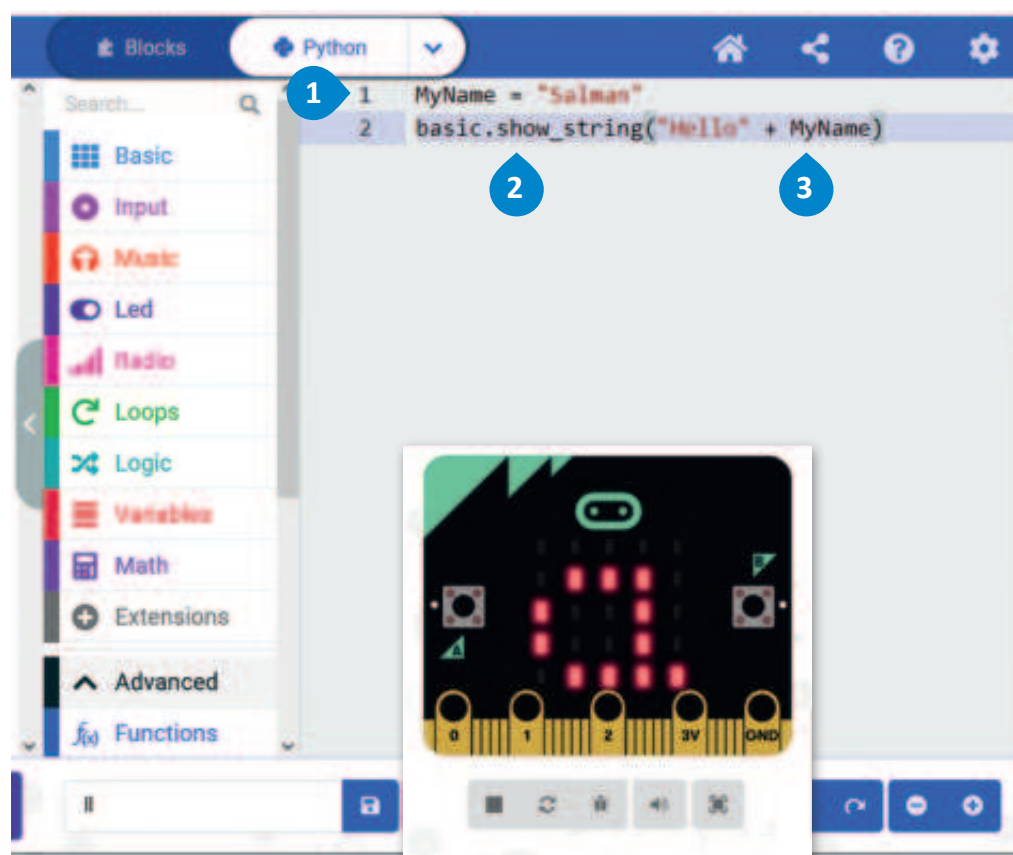 Blocks
Python
Search...
1
1 MyName = "Salman"
2 basic.show_string("Hello" + MyName)
2
3
Basic
Input
Music
Led
Radio
Loops
Logic
Variables
Math
Extensions
Advanced
f(x) Functions
A
B
0 1 2 3V GND
ll